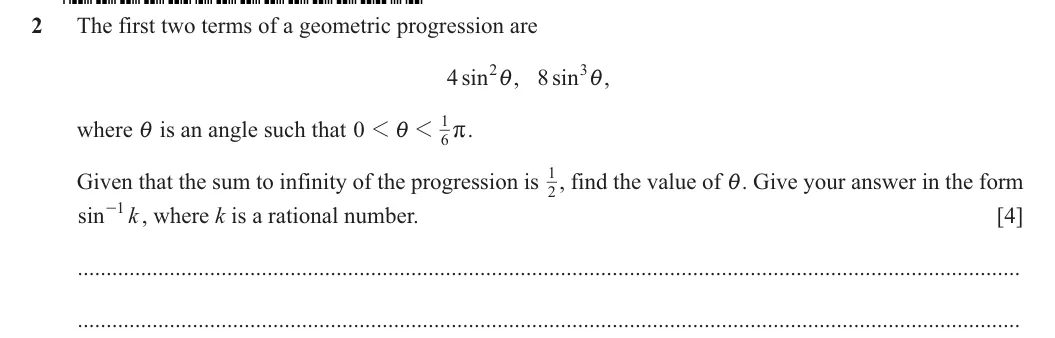 2 The first two terms of a geometric progression are
4 sin²θ, 8 sin³θ,
where θ is an angle such that 0 < θ < 1/6 π.
Given that the sum to infinity of the progression is 1/2, find the value of θ. Give your answer in the form
sin⁻¹ k, where k is a rational number. [4]